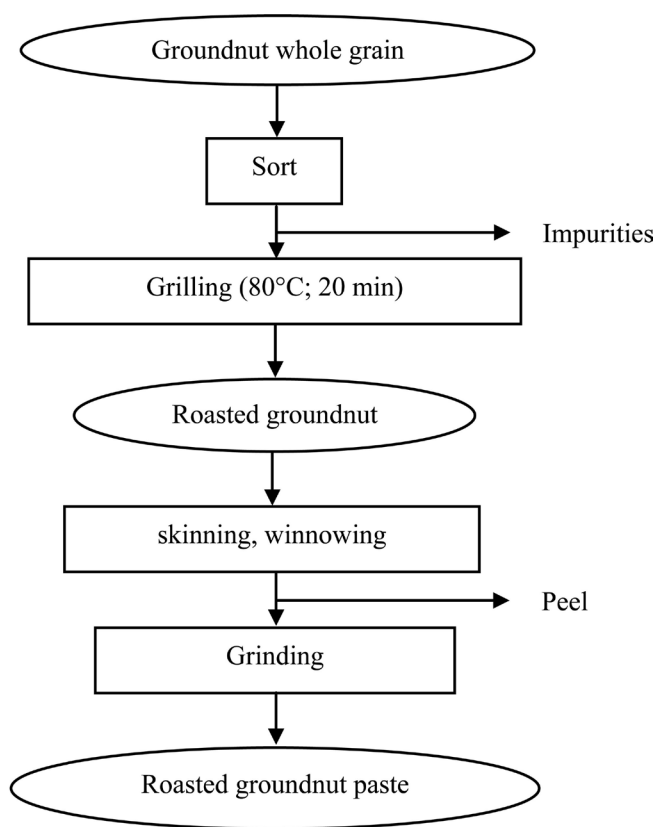 Groundnut whole grain
Sort
Impurities
Grilling (80°C; 20 min)
Roasted groundnut
skinning, winnowing
Peel
Grinding
Roasted groundnut paste